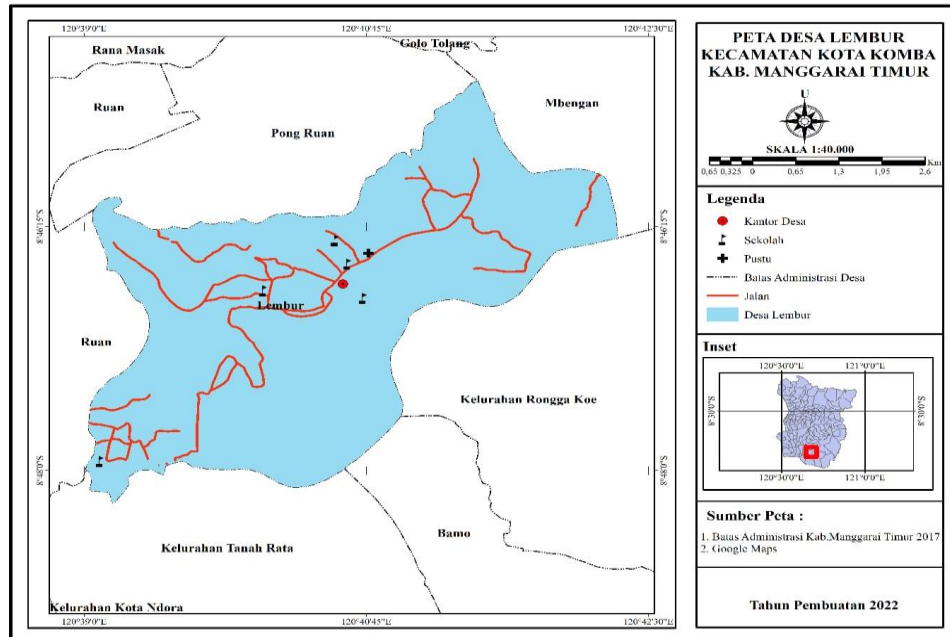 120°39'0"E 120°40'45"E 120°42'30"E
Rana Masak
Golo Tolang
Ruan
Mbengan
Pong Ruan
8°46'15"S 8°46'15"S
Lembur
Ruan
Kelurahan Rongga Koe
8°48'0"S 8°48'0"S
Bamo
Kelurahan Tanah Rata
Kelurahan Kota Ndora
120°39'0"E 120°40'45"E 120°42'30"E
PETA DESA LEMBUR
KECAMATAN KOTA KOMBA
KAB. MANGGARAI TIMUR
U
SKALA 1:40.000
Km
0,65 0,325 0 0,65 1,3 1,95 2,6
Legenda
Kantor Desa
Sekolah
Pustu
Batas Administrasi Desa
Jalan
Desa Lembur
Inset
120°30'0"E 121°0'0"E
8°30'0"S 8°30'0"S
120°30'0"E 121°0'0"E
Sumber Peta :
1. Batas Administrasi Kab.Manggarai Timur 2017
2. Google Maps
Tahun Pembuatan 2022